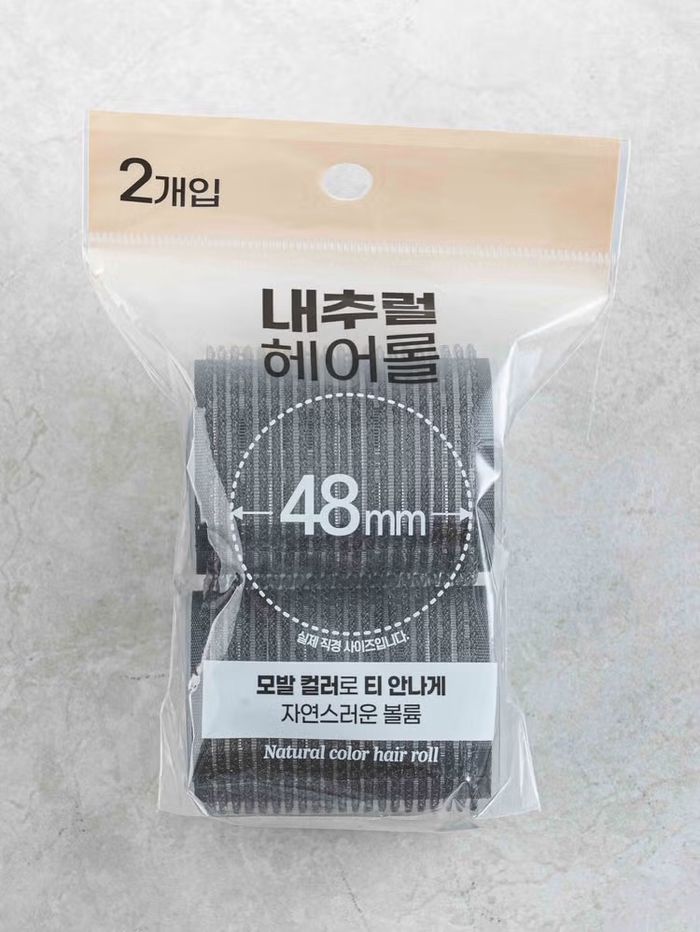 2개입
내추럴
헤어롤
48mm
실제 직경 사이즈입니다.
모발 컬러로 티 안나게
자연스러운 볼륨
Natural color hair roll